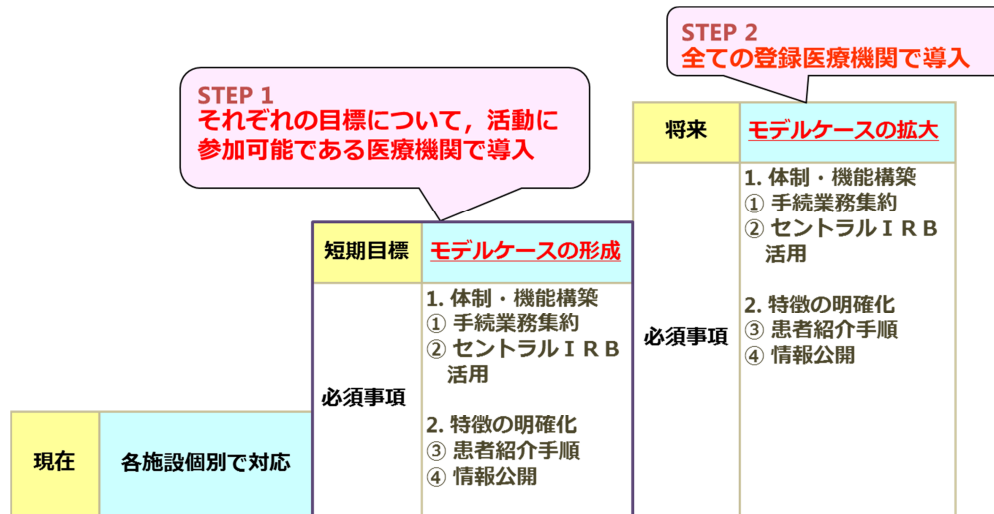 STEP 2
全ての登録医療機関で導入
STEP 1
それぞれの目標について，活動に
参加可能である医療機関で導入
将来
モデルケースの拡大
1. 体制・機能構築
① 手続業務集約
② セントラルＩＲＢ
活用
2. 特徴の明確化
③ 患者紹介手順
④ 情報公開
必須事項
短期目標
モデルケースの形成
1. 体制・機能構築
① 手続業務集約
② セントラルＩＲＢ
活用
2. 特徴の明確化
③ 患者紹介手順
④ 情報公開
必須事項
現在
各施設個別で対応